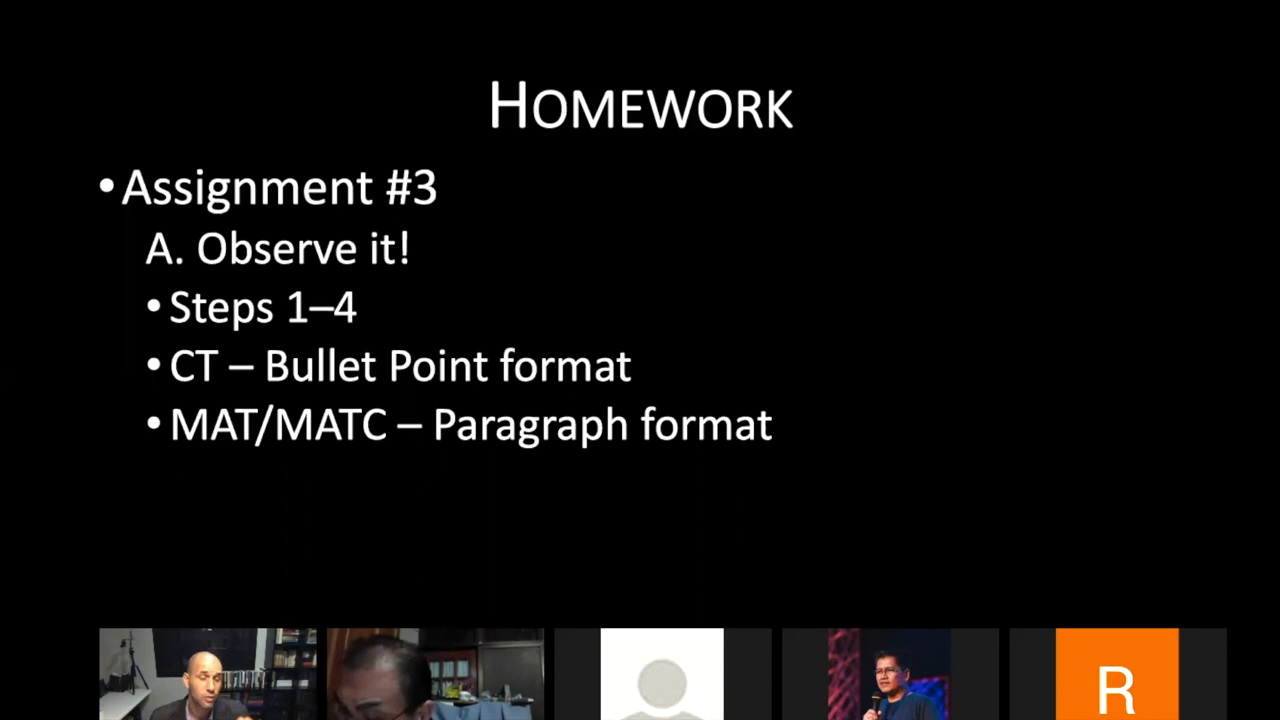 HOMEWORK
•Assignment #3
A. Observe it!
•Steps 1–4
•CT – Bullet Point format
•MAT/MATC – Paragraph format
R